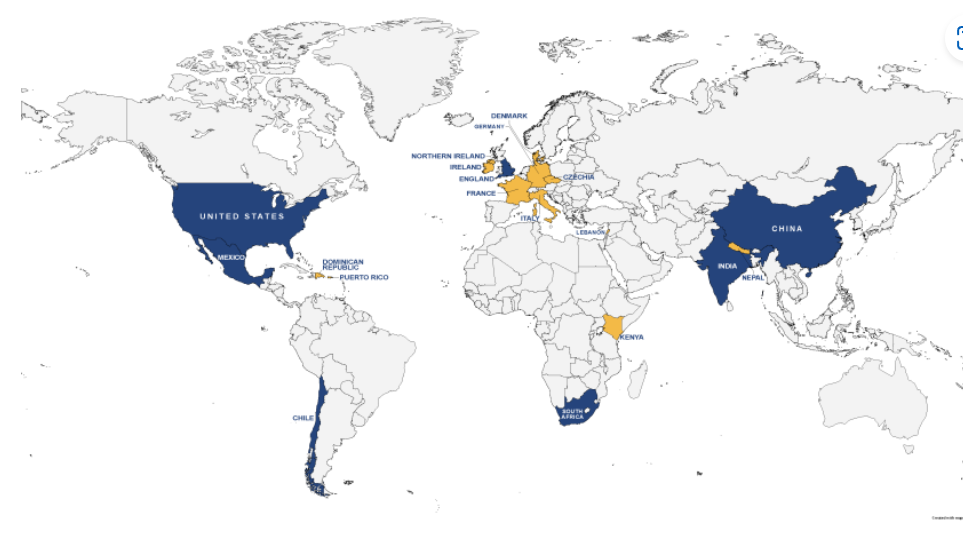 DENMARK
GERMANY
NORTHERN IRELAND
IRELAND
ENGLAND
CZECHIA
FRANCE
ITALY
LEBANON
UNITED STATES
CHINA
MEXICO
DOMINICAN
REPUBLIC
PUERTO RICO
INDIA
NEPAL
KENYA
CHILE
SOUTH
AFRICA